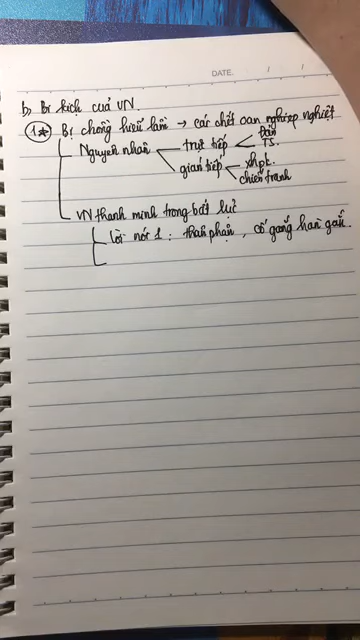 DATE. / /
b) Bi kịch của VN.
1* Bị chồng hiểu lầm → cái chết oan nghiệp nghiệt
Nguyên nhân trực tiếp Đản
TS.
gián tiếp xhpk.
chiến tranh
VN thanh minh trong bất lực
lời nói 1 : thân phận, cố gắng hàn gắn.